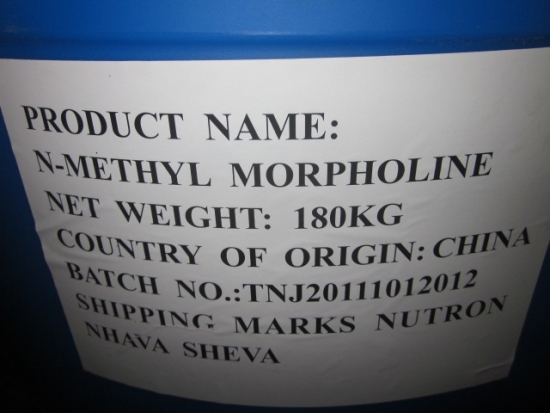 PRODUCT NAME:
N-METHYL MORPHOLINE
NET WEIGHT: 180KG
COUNTRY OF ORIGIN: CHINA
BATCH NO.:TNJ20111012012
SHIPPING MARKS NUTRON
NHAVA SHEVA